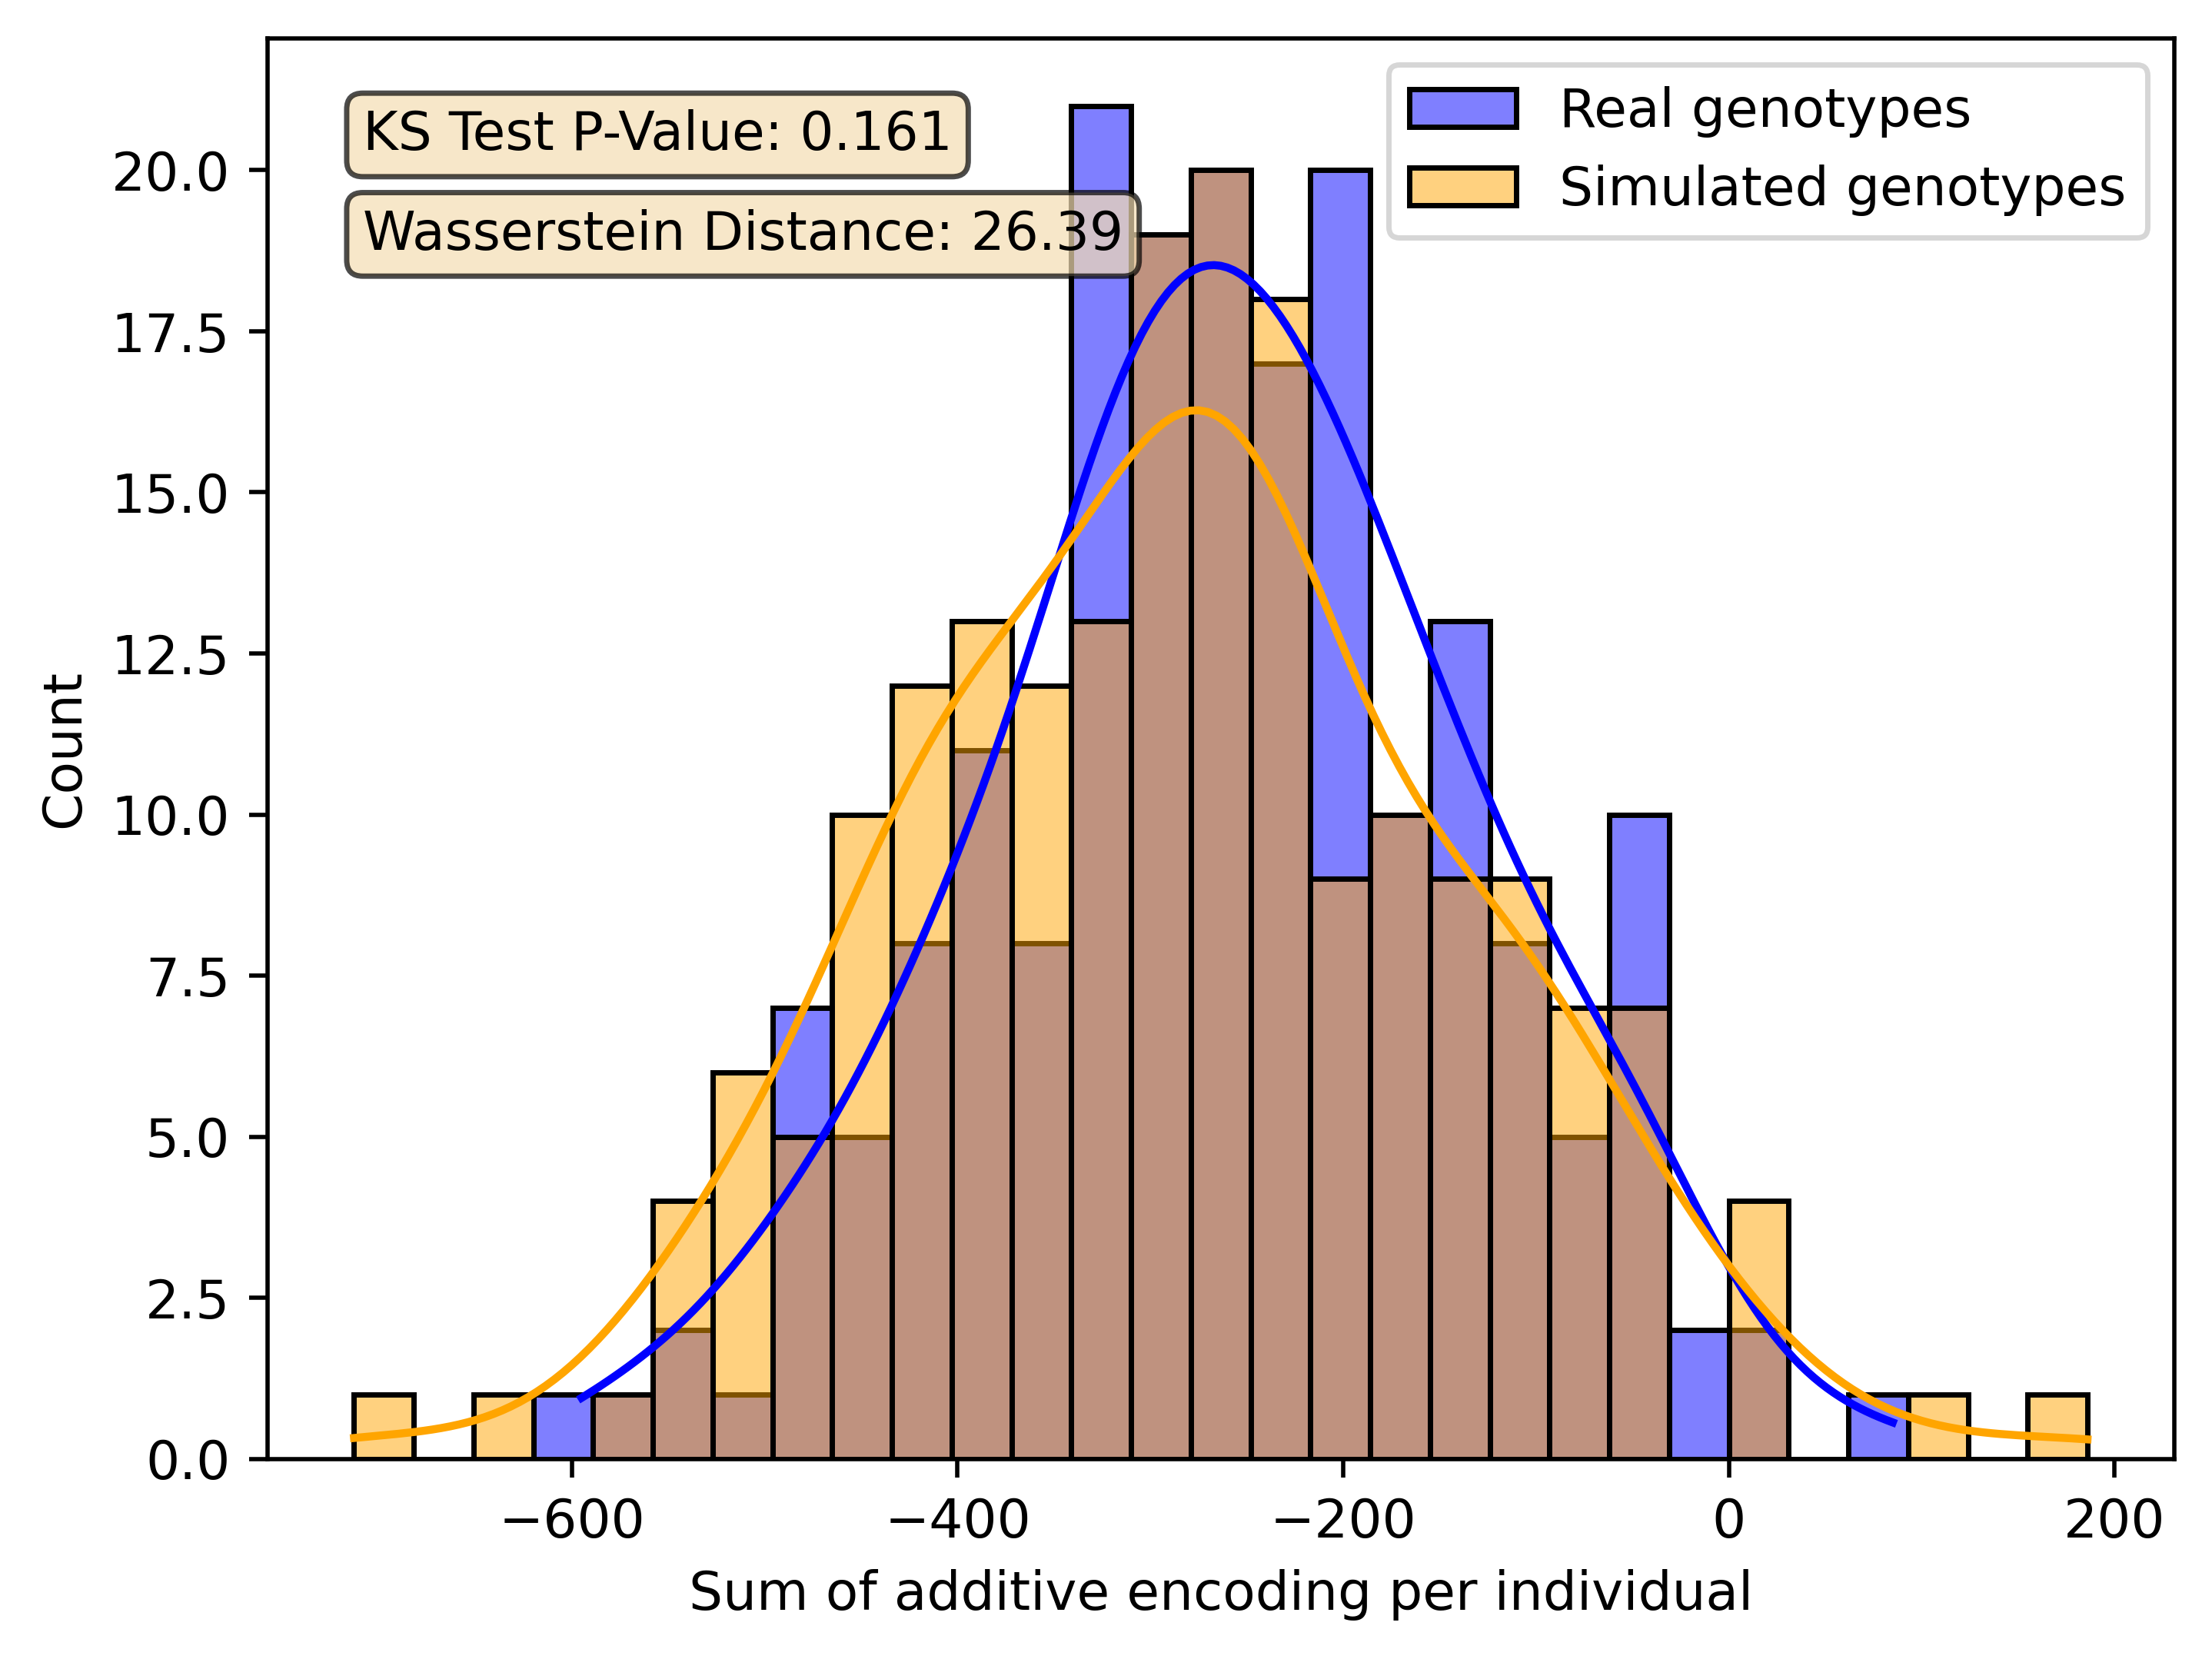 KS Test P-Value: 0.161
Wasserstein Distance: 26.39
Real genotypes
Simulated genotypes
Count
20.0
17.5
15.0
12.5
10.0
7.5
5.0
2.5
0.0
−600 −400 −200 0 200
Sum of additive encoding per individual